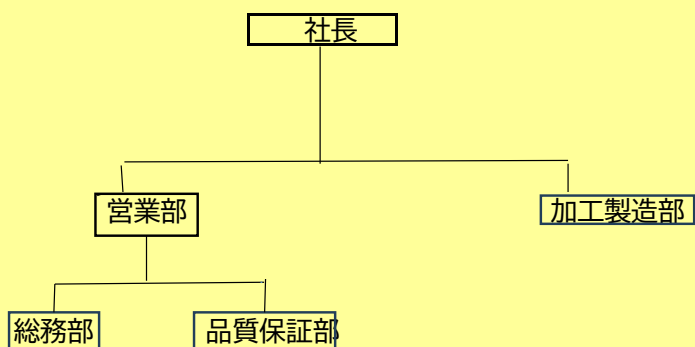 社長
営業部
加工製造部
総務部
品質保証部